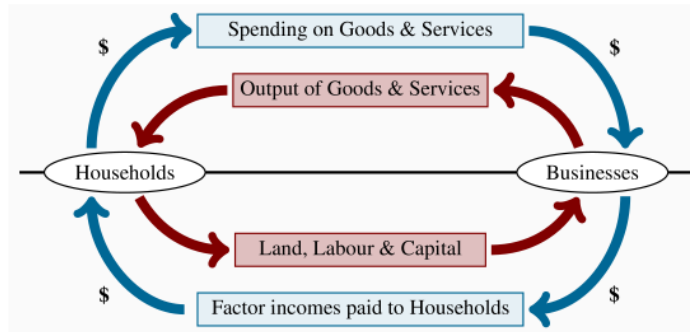 Spending on Goods & Services
$
$
Output of Goods & Services
Households
Businesses
Land, Labour & Capital
$
$
Factor incomes paid to Households